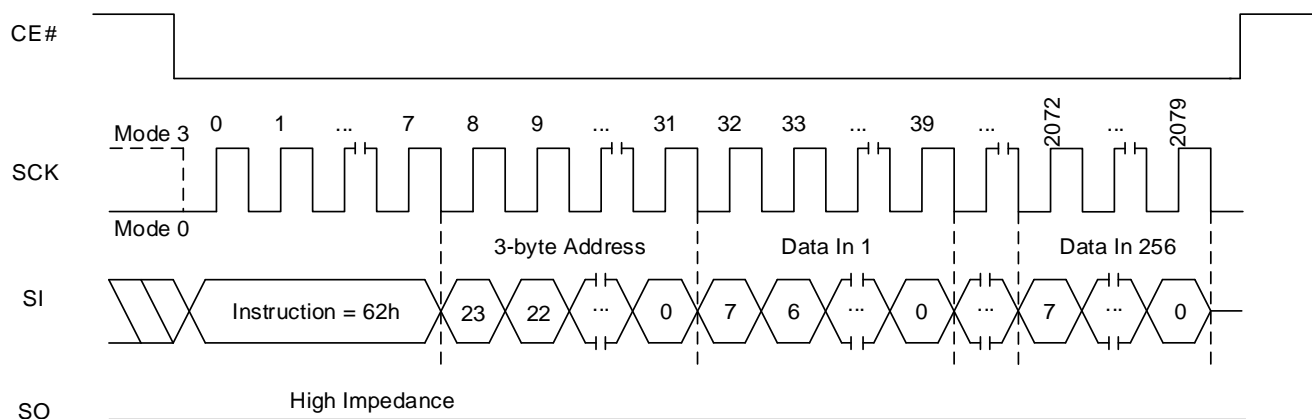 CE#
SCK
Mode 3
Mode 0
0 1 ... 7 8 9 ... 31 32 33 ... 39 ... 2072 ... 2079
3-byte Address Data In 1 Data In 256
SI
Instruction = 62h 23 22 ... 0 7 6 ... 0 ... 7 ... 0
SO
High Impedance